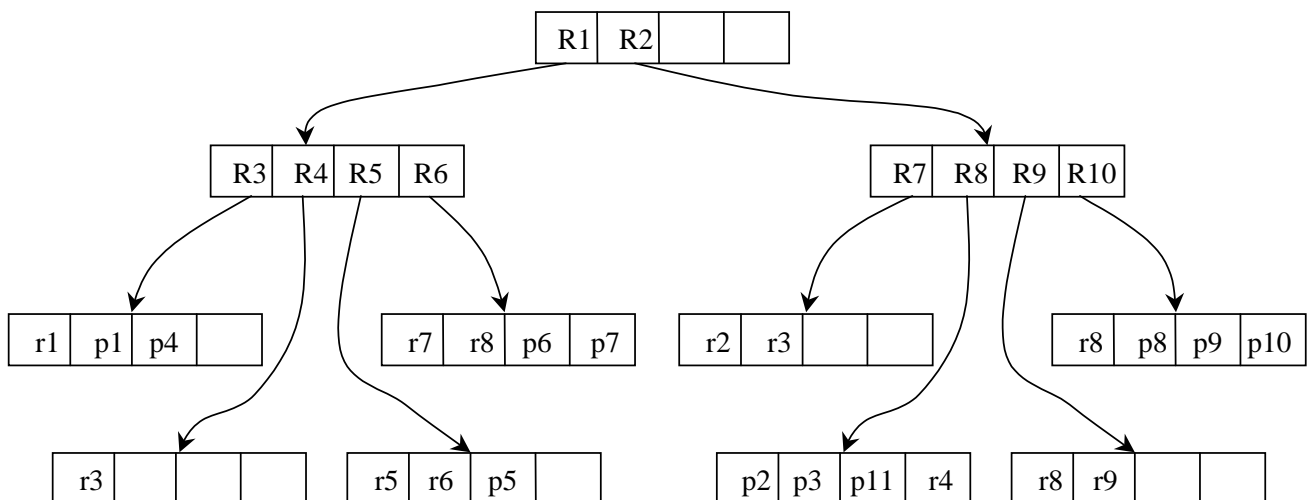 R1 R2
R3 R4 R5 R6 R7 R8 R9 R10
r1 p1 p4 r7 r8 p6 p7 r2 r3 r8 p8 p9 p10
r3 r5 r6 p5 p2 p3 p11 r4 r8 r9